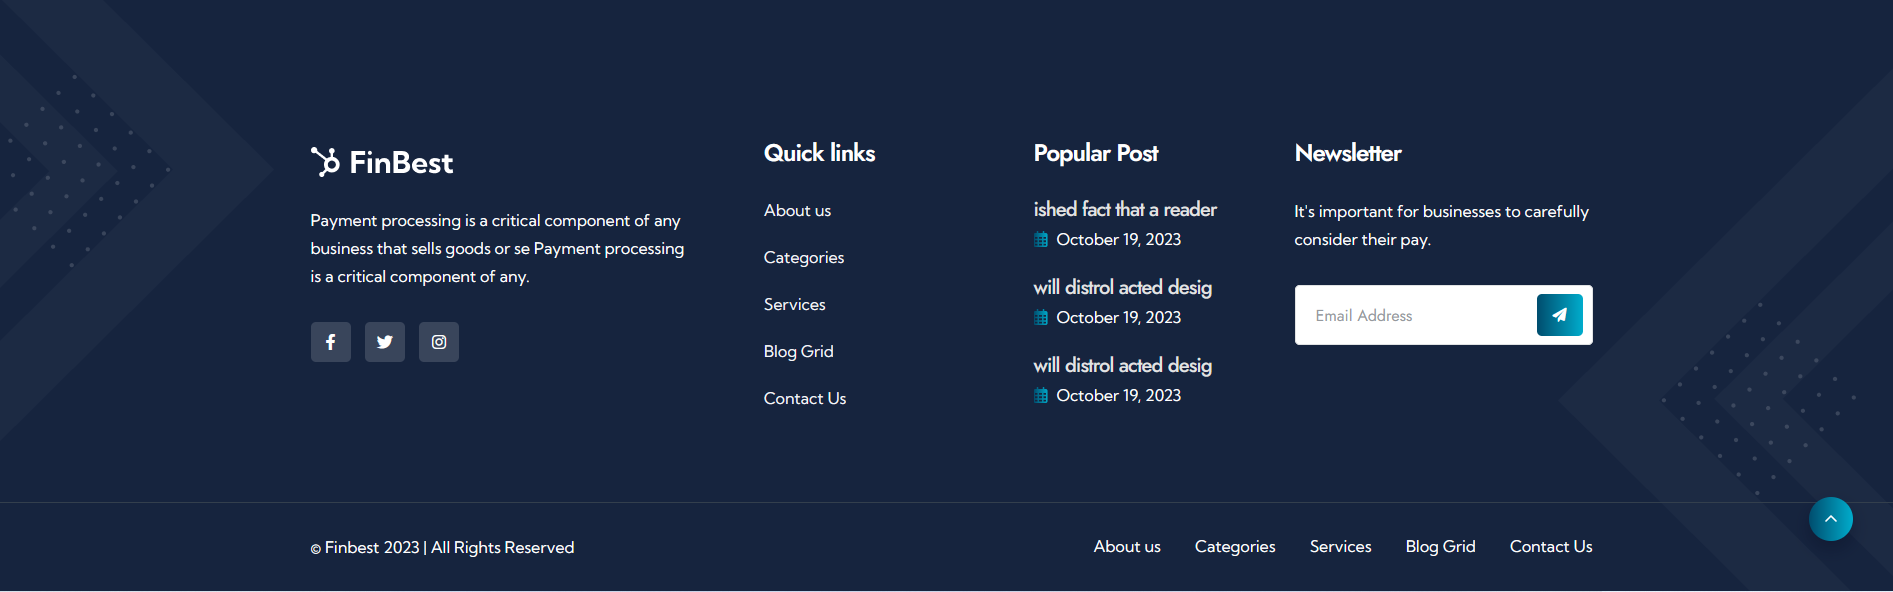 FinBest
Payment processing is a critical component of any
business that sells goods or se Payment processing
is a critical component of any.
Quick links
About us
Categories
Services
Blog Grid
Contact Us
Popular Post
ished fact that a reader
October 19, 2023
will distrol acted desig
October 19, 2023
will distrol acted desig
October 19, 2023
Newsletter
It's important for businesses to carefully
consider their pay.
Email Address
© Finbest 2023 | All Rights Reserved
About us Categories Services Blog Grid Contact Us